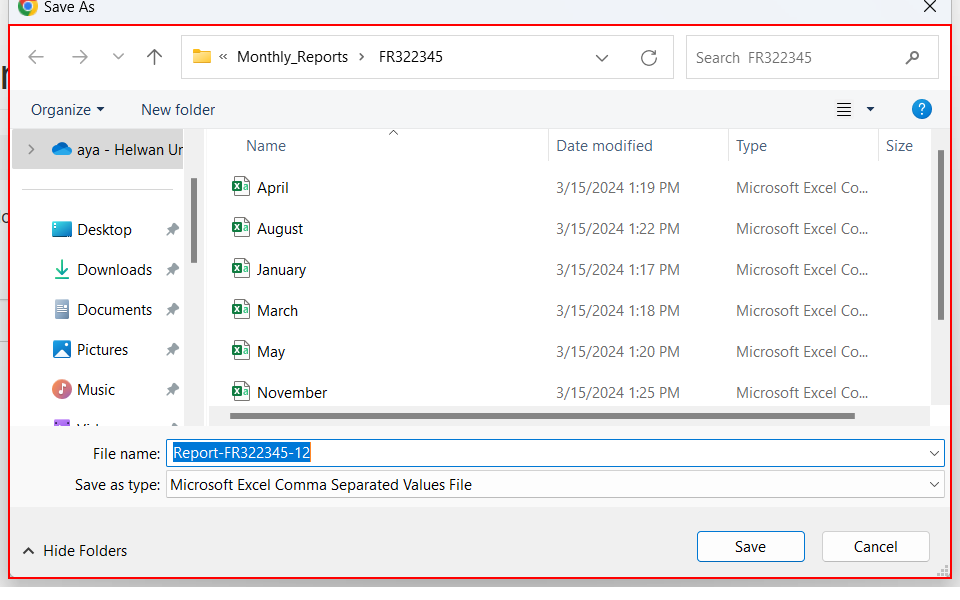 Save As
« Monthly_Reports > FR322345
Search FR322345
Organize New folder
Name Date modified Type Size
aya - Helwan Ur
April 3/15/2024 1:19 PM Microsoft Excel Co...
Desktop August 3/15/2024 1:22 PM Microsoft Excel Co...
Downloads January 3/15/2024 1:17 PM Microsoft Excel Co...
Documents March 3/15/2024 1:18 PM Microsoft Excel Co...
Pictures May 3/15/2024 1:20 PM Microsoft Excel Co...
Music November 3/15/2024 1:25 PM Microsoft Excel Co...
File name: Report-FR322345-12
Save as type: Microsoft Excel Comma Separated Values File
Hide Folders Save Cancel